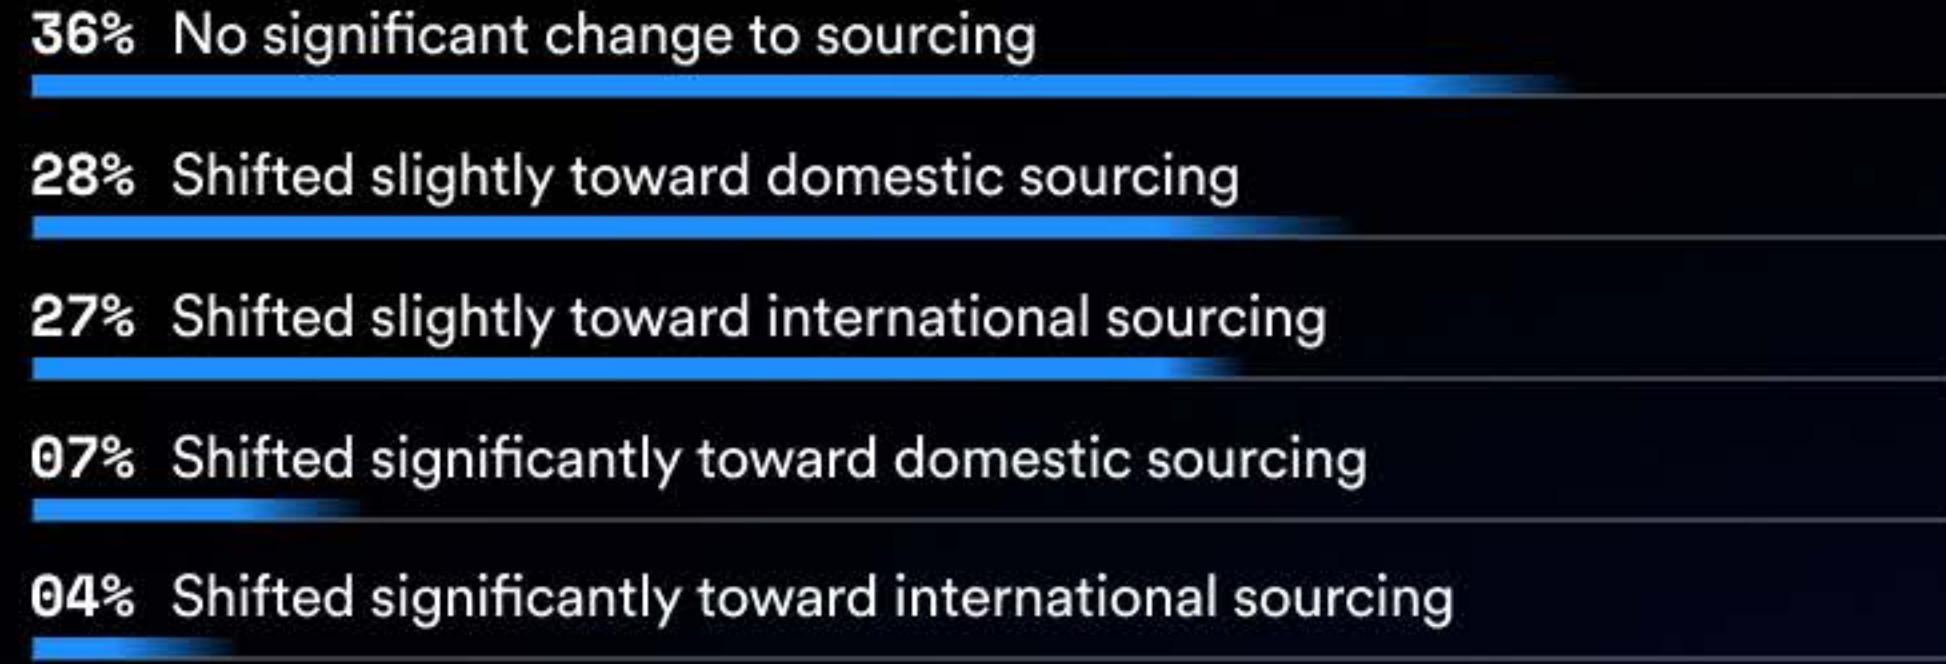 36% No significant change to sourcing
28% Shifted slightly toward domestic sourcing
27% Shifted slightly toward international sourcing
07% Shifted significantly toward domestic sourcing
04% Shifted significantly toward international sourcing